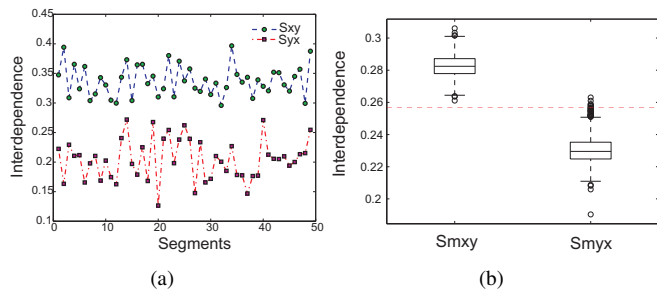 0.45
0.4
0.35
0.3
0.25
0.2
0.15
0.1
Interdependence
Sxy
Syx
0 10 20 30 40 50
Segments
(a)
0.3
0.28
0.26
0.24
0.22
0.2
Interdependence
Smxy Smyx
(b)